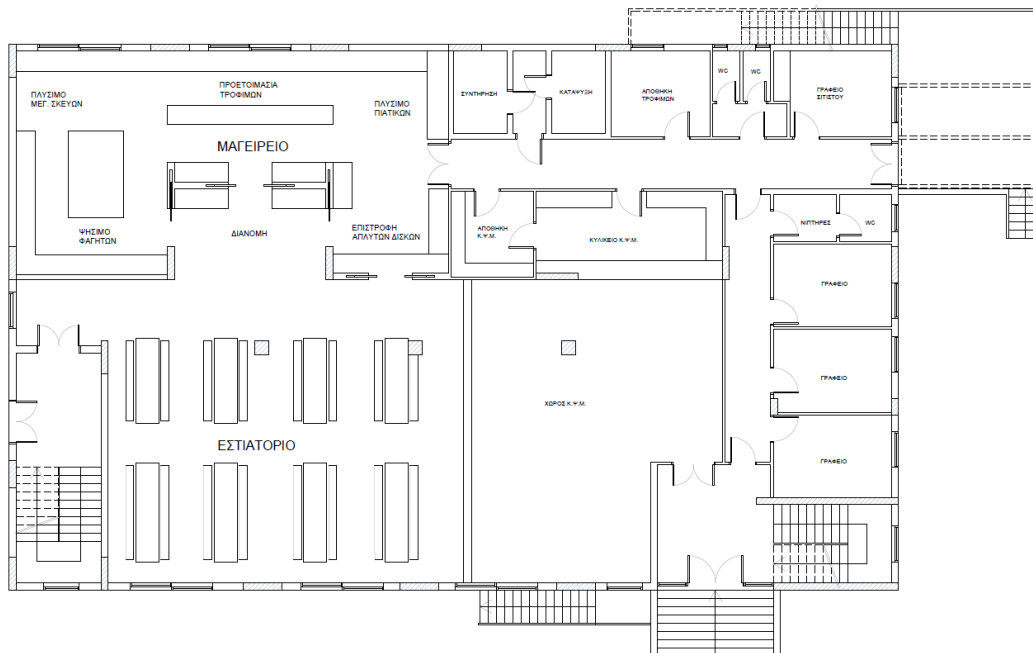 ΠΛΥΣΙΜΟ
ΜΕΓ. ΣΚΕΥΩΝ
ΠΡΟΕΤΟΙΜΑΣΙΑ
ΤΡΟΦΙΜΩΝ
ΠΛΥΣΙΜΟ
ΠΙΑΤΙΚΩΝ
ΜΑΓΕΙΡΕΙΟ
ΨΗΣΙΜΟ
ΦΑΓΗΤΩΝ
ΔΙΑΝΟΜΗ
ΕΠΙΣΤΡΟΦΗ
ΑΠΛΥΤΩΝ ΔΙΣΚΩΝ
ΣΥΝΤΗΡΗΣΗ
ΚΑΤΑΨΥΞΗ
ΑΠΟΘΗΚΗ
ΤΡΟΦΙΜΩΝ
WC
WC
ΓΡΑΦΕΙΟ
ΣΙΤΙΣΤΟΥ
ΑΠΟΘΗΚΗ
Κ.Ψ.Μ.
ΚΥΛΙΚΕΙΟ Κ.Ψ.Μ.
ΝΙΠΤΗΡΕΣ
WC
ΓΡΑΦΕΙΟ
ΓΡΑΦΕΙΟ
ΓΡΑΦΕΙΟ
ΧΩΡΟΣ Κ.Ψ.Μ.
ΕΣΤΙΑΤΟΡΙΟ